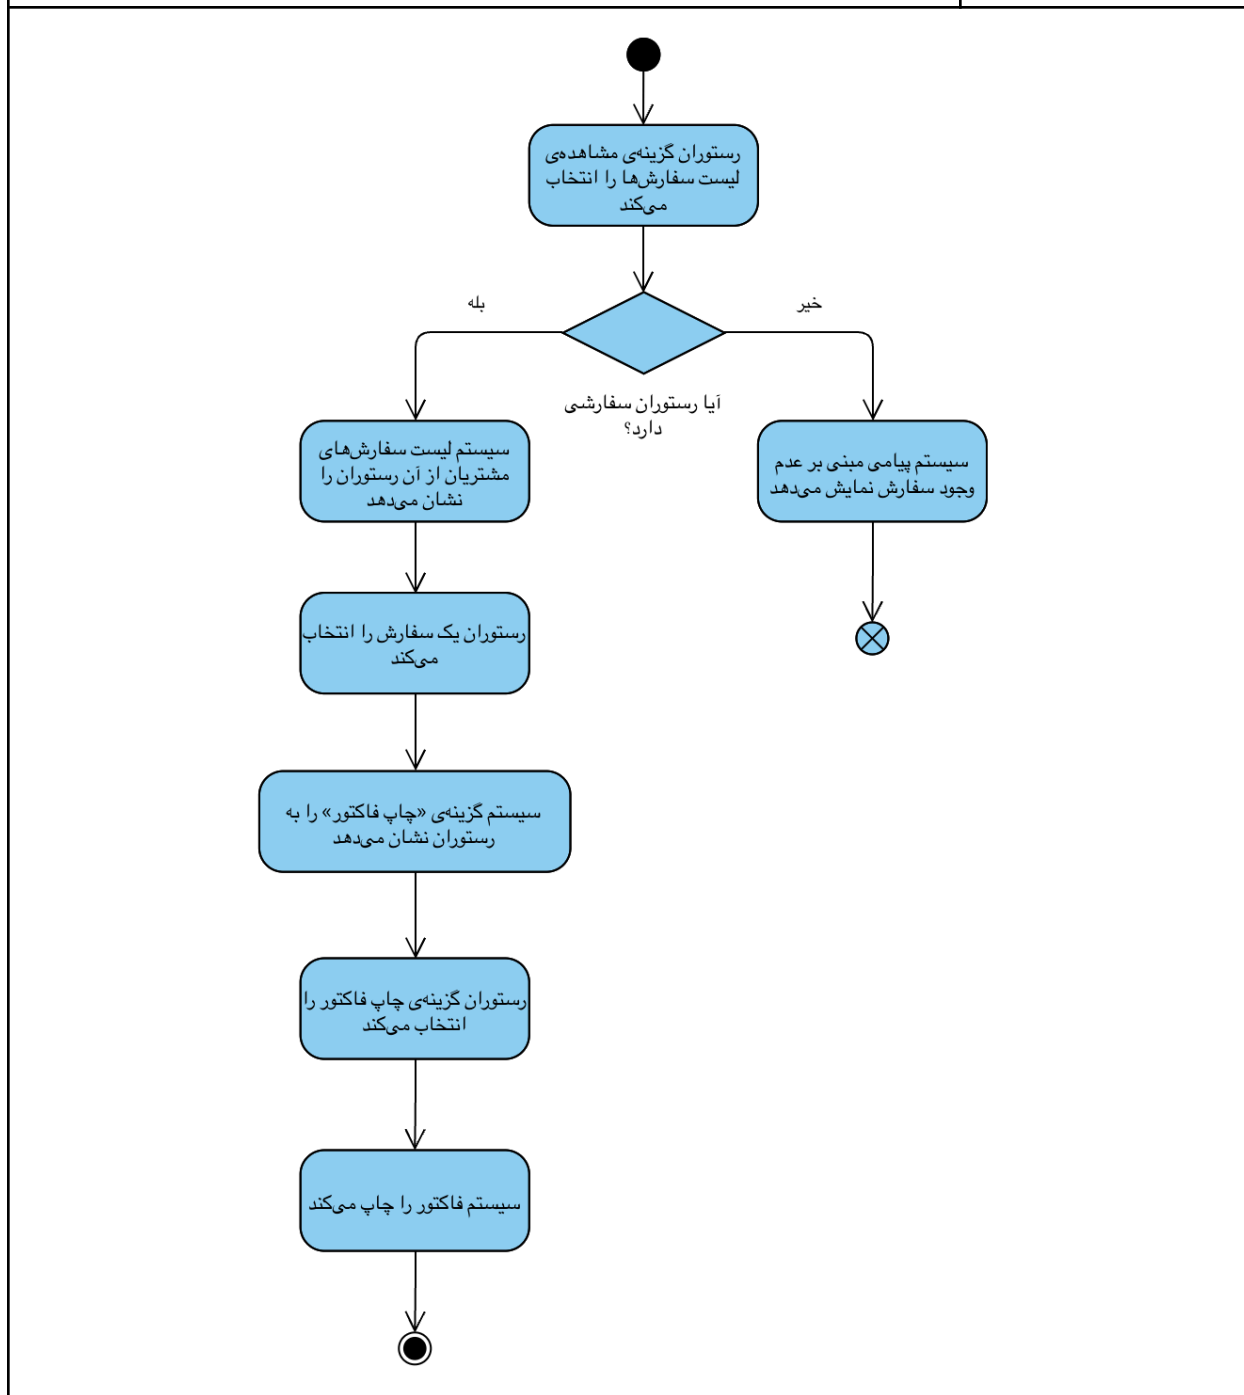 رستوران گزینه‌ی مشاهده‌ی
لیست سفارش‌ها را انتخاب
می‌کند
بله
خیر
آیا رستوران سفارشی
دارد؟
سیستم لیست سفارش‌های
مشتریان از آن رستوران را
نشان می‌دهد
سیستم پیامی مبنی بر عدم
وجود سفارش نمایش می‌دهد
رستوران یک سفارش را انتخاب
می‌کند
سیستم گزینه‌ی «چاپ فاکتور» را به
رستوران نشان می‌دهد
رستوران گزینه‌ی چاپ فاکتور را
انتخاب می‌کند
سیستم فاکتور را چاپ می‌کند